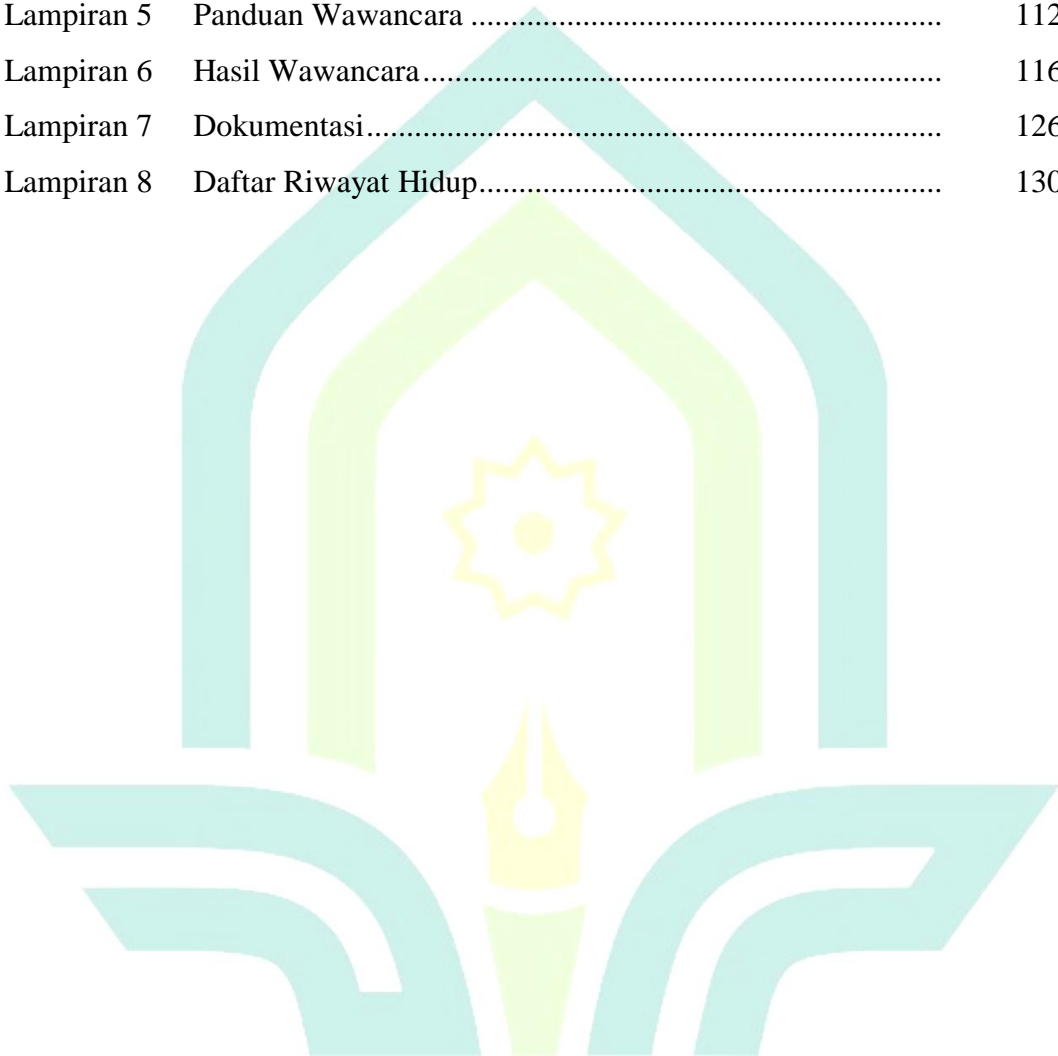 Lampiran 5 Panduan Wawancara .......................................................... 112
Lampiran 6 Hasil Wawancara ................................................................ 116
Lampiran 7 Dokumentasi ....................................................................... 126
Lampiran 8 Daftar Riwayat Hidup ......................................................... 130